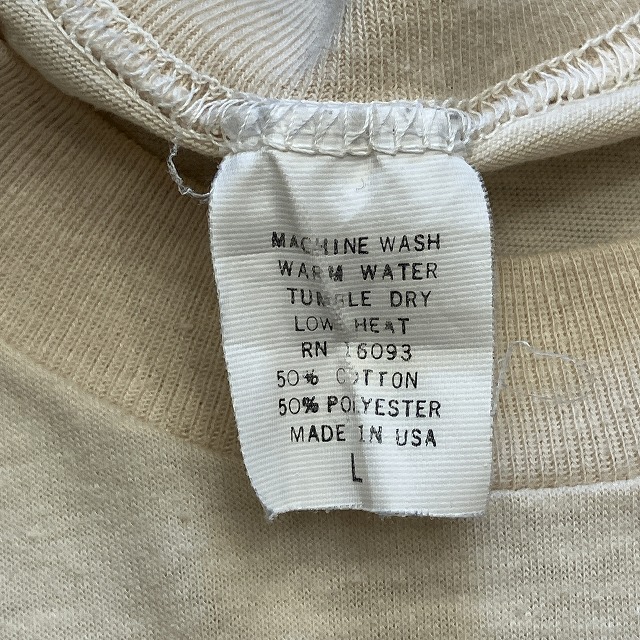 MACHINE WASH
WARM WATER
TUMBLE DRY
LOW HEAT
RN 16093
50% COTTON
50% POLYESTER
MADE IN USA
L